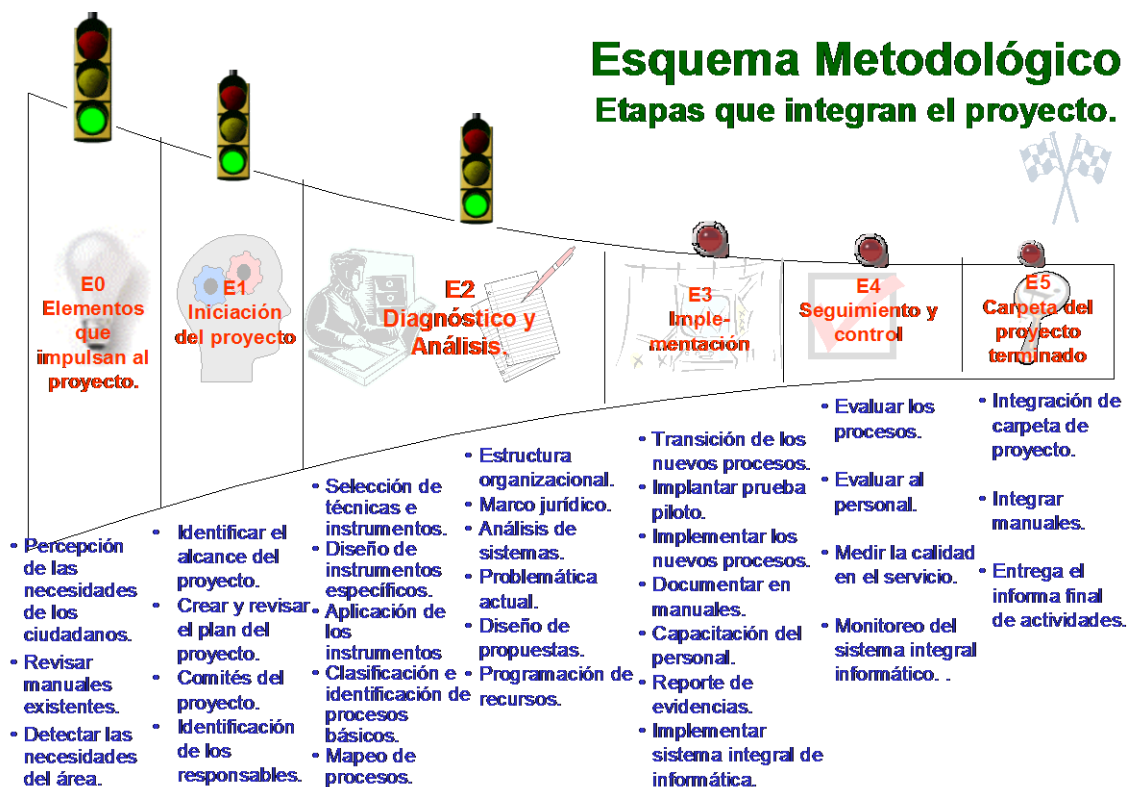 Esquema Metodológico
Etapas que integran el proyecto.
E0
Elementos
que
impulsan al
proyecto.
E1
Iniciación
del proyecto
E2
Diagnóstico y
Análisis.
E3
Imple-
mentación
E4
Seguimiento y
control
E5
Carpeta del
proyecto
terminado
• Percepción
de las
necesidades
de los
ciudadanos.
• Revisar
manuales
existentes.
• Detectar las
necesidades
del área.
• Identificar el
alcance del
proyecto.
• Crear y revisar
el plan del
proyecto.
• Comités del
proyecto.
• Identificación
de los
responsables.
• Selección de
técnicas e
instrumentos.
• Diseño de
instrumentos
específicos.
• Aplicación de
los
instrumentos
• Clasificación e
identificación de
procesos
básicos.
• Mapeo de
procesos.
• Estructura
organizacional.
• Marco jurídico.
• Análisis de
sistemas.
• Problemática
actual.
• Diseño de
propuestas.
• Programación de
recursos.
• Transición de los
nuevos procesos.
• Implantar prueba
piloto.
• Implementar los
nuevos procesos.
• Documentar en
manuales.
• Capacitación del
personal.
• Reporte de
evidencias.
• Implementar
sistema integral de
informática.
• Evaluar los
procesos.
• Evaluar al
personal.
• Medir la calidad
en el servicio.
• Monitoreo del
sistema integral
informático. .
• Integración de
carpeta de
proyecto.
• Integrar
manuales.
• Entrega el
informa final
de actividades.